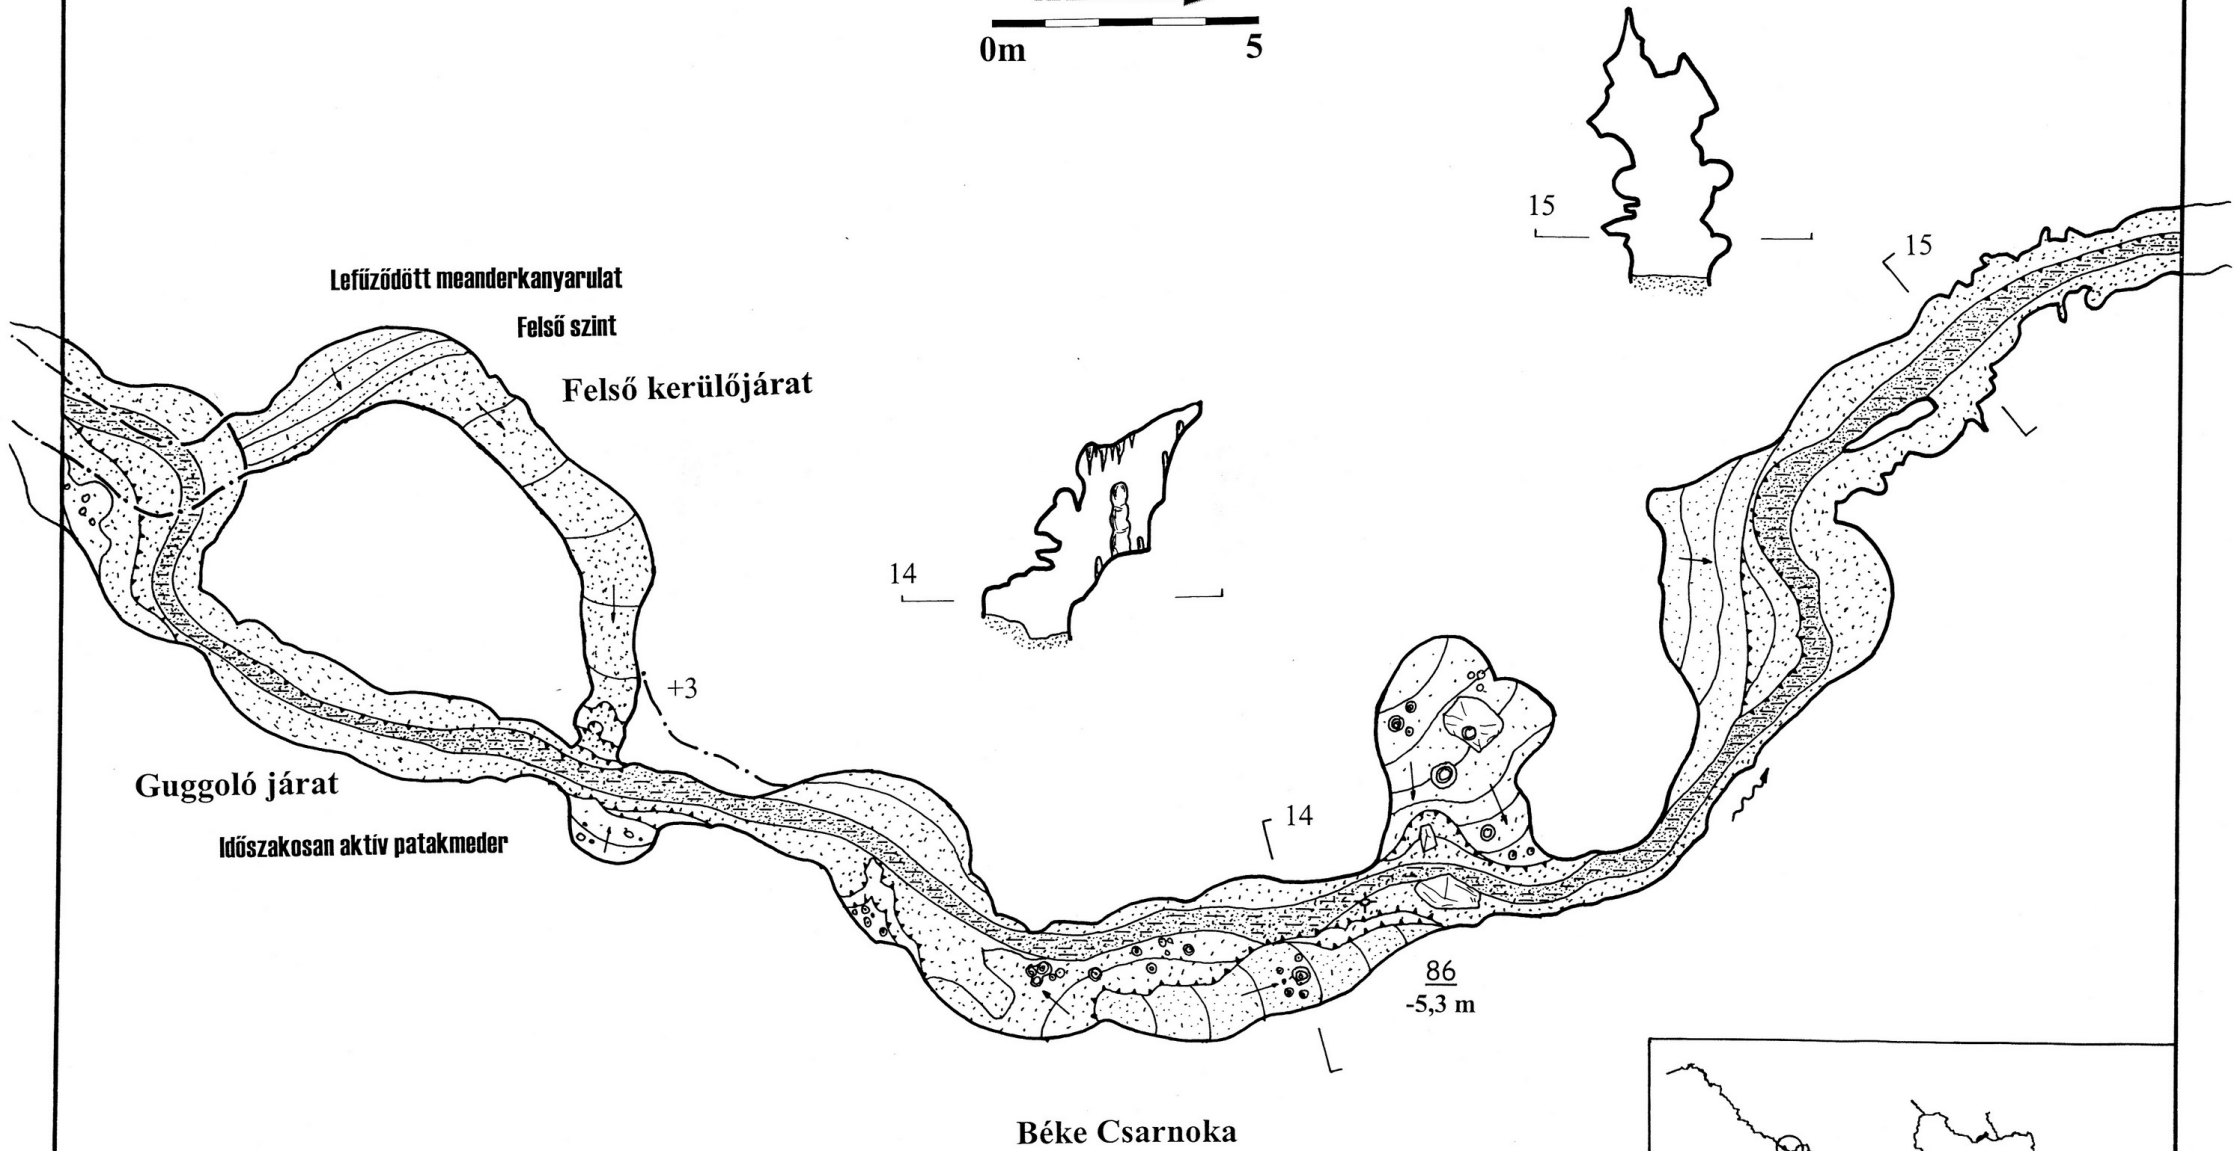 0m 5
15
15
Lefűződött meanderkanyarulat
Felső szint
Felső kerülőjárat
14
+3
Guggoló járat
14
Időszakosan aktív patakmeder
86
-5,3 m
Béke Csarnoka